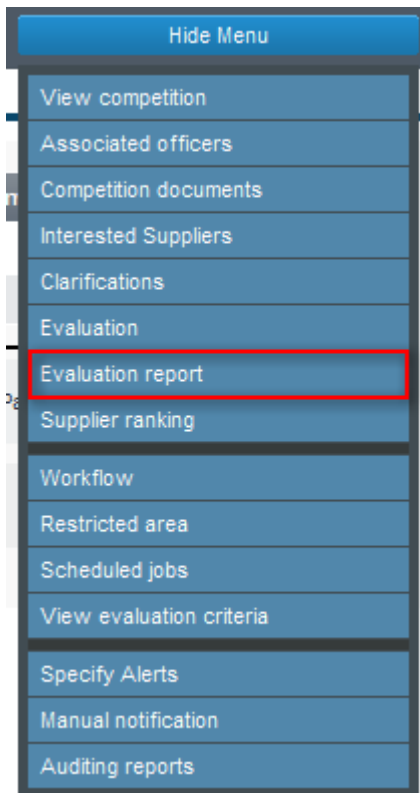 Hide Menu
View competition
Associated officers
Competition documents
Interested Suppliers
Clarifications
Evaluation
Evaluation report
Supplier ranking
Workflow
Restricted area
Scheduled jobs
View evaluation criteria
Specify Alerts
Manual notification
Auditing reports